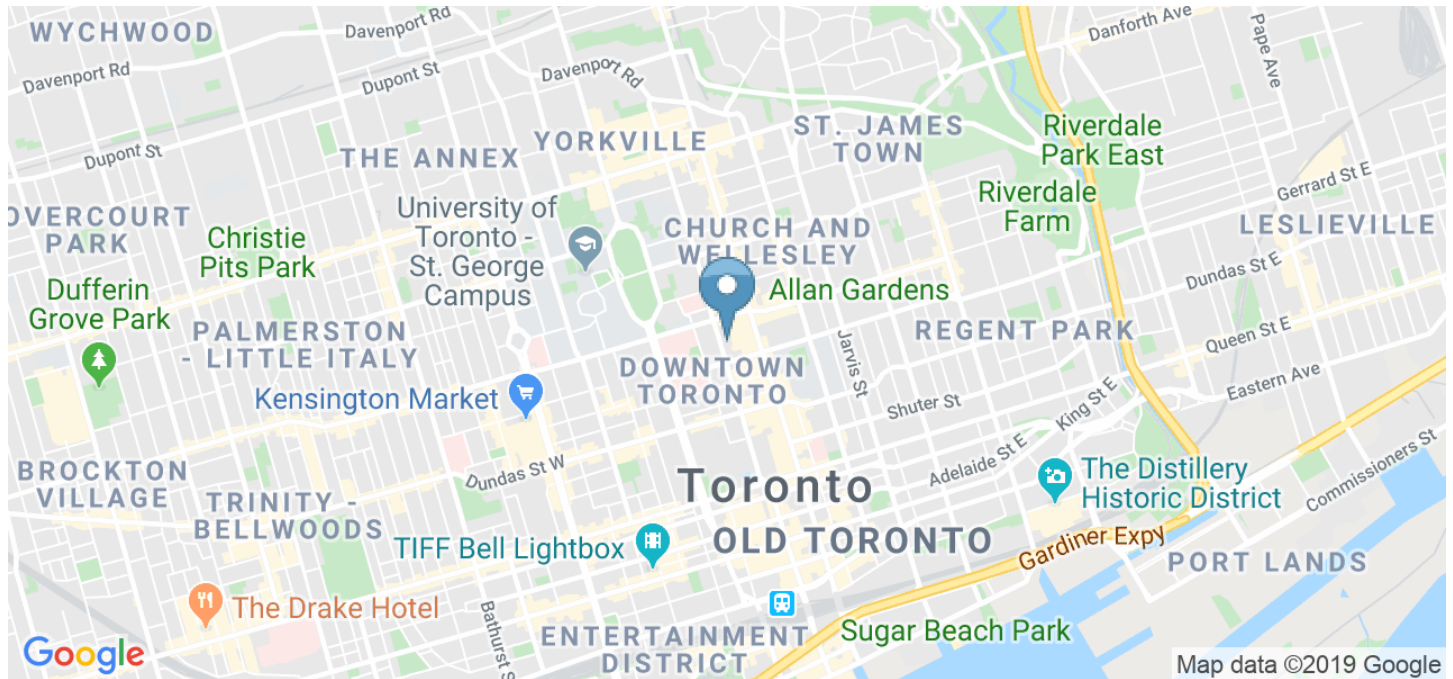 WYCHWOOD
Davenport Rd
Danforth Ave
Pape Ave
Davenport Rd
Dupont St
Davenport Rd
Dupont St
THE ANNEX
YORKVILLE
ST. JAMES
TOWN
Riverdale
Park East
Riverdale
Farm
Gerrard St E
OVERCOURT
PARK
Christie
Pits Park
University of
Toronto -
St. George
Campus
CHURCH AND
WELLESLEY
LESLIEVILLE
Dundas St E
Dufferin
Grove Park
PALMERSTON
- LITTLE ITALY
Allan Gardens
REGENT PARK
Queen St E
Jarvis St
DOWNTOWN
TORONTO
Kensington Market
Shuter St
King St E
Eastern Ave
BROCKTON
VILLAGE
Dundas St W
Toronto
Adelaide St E
The Distillery
Historic District
Commissioners St
TRINITY -
BELLWOODS
TIFF Bell Lightbox
OLD TORONTO
Gardiner Expy
PORT LANDS
The Drake Hotel
Bathurst S
ENTERTAINMENT
DISTRICT
Sugar Beach Park
Google
Map data ©2019 Google